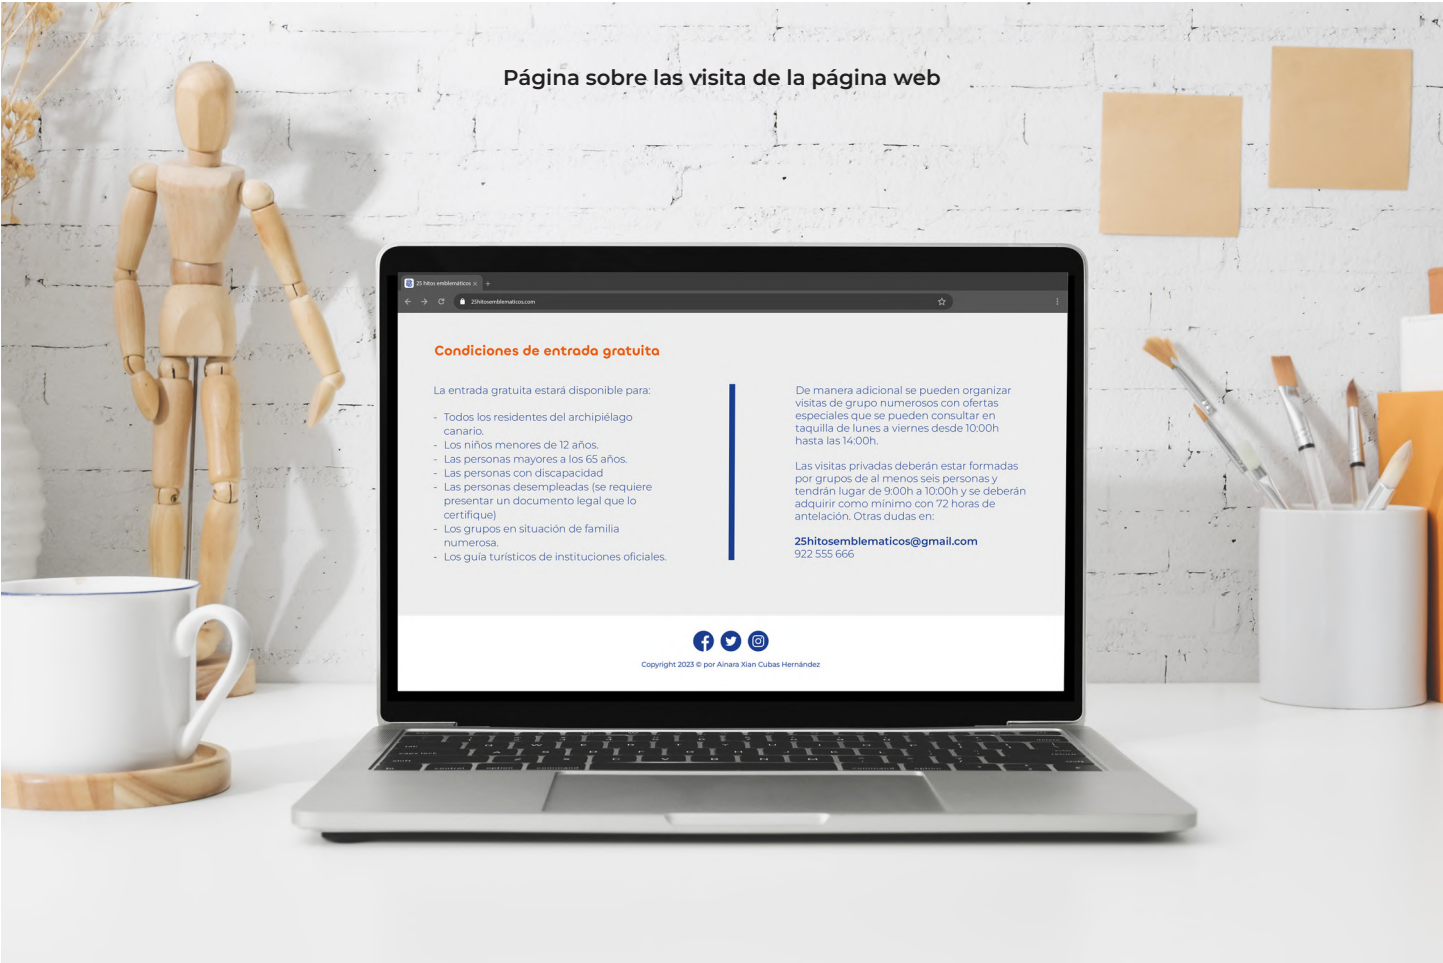 Página sobre las visita de la página web
25 hitos emblemáticos
25hitosemblematicos.com
Condiciones de entrada gratuita
La entrada gratuita estará disponible para:
- Todos los residentes del archipiélago
canario.
- Los niños menores de 12 años.
- Las personas mayores a los 65 años.
- Las personas con discapacidad
- Las personas desempleadas (se requiere
presentar un documento legal que lo
certifique)
- Los grupos en situación de familia
numerosa.
- Los guía turísticos de instituciones oficiales.
De manera adicional se pueden organizar
visitas de grupo numerosos con ofertas
especiales que se pueden consultar en
taquilla de lunes a viernes desde 10:00h
hasta las 14:00h.
Las visitas privadas deberán estar formadas
por grupos de al menos seis personas y
tendrán lugar de 9:00h a 10:00h y se deberán
adquirir como mínimo con 72 horas de
antelación. Otras dudas en:
25hitosemblematicos@gmail.com
922 555 666
Copyright 2023 © por Ainara Xian Cubas Hernández